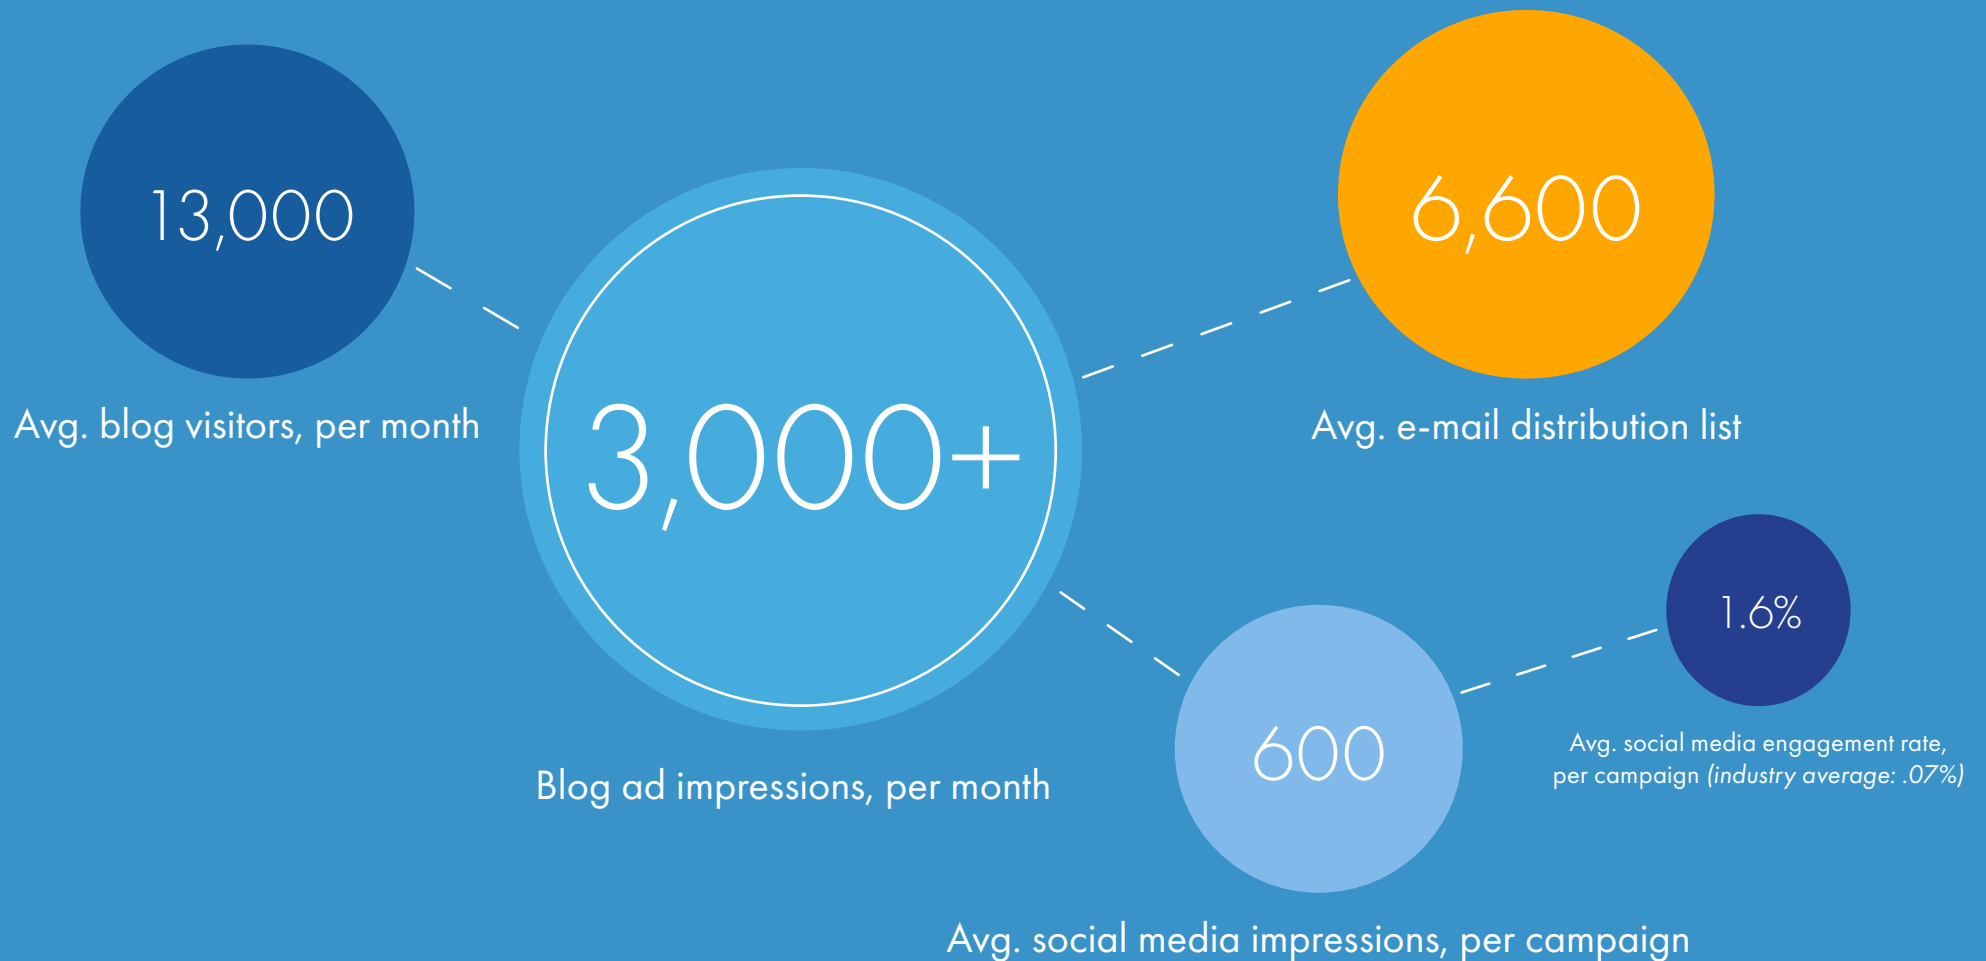 13,000
Avg. blog visitors, per month
3,000+
Blog ad impressions, per month
6,600
Avg. e-mail distribution list
600
Avg. social media impressions, per campaign
1.6%
Avg. social media engagement rate,
per campaign (industry average: .07%)